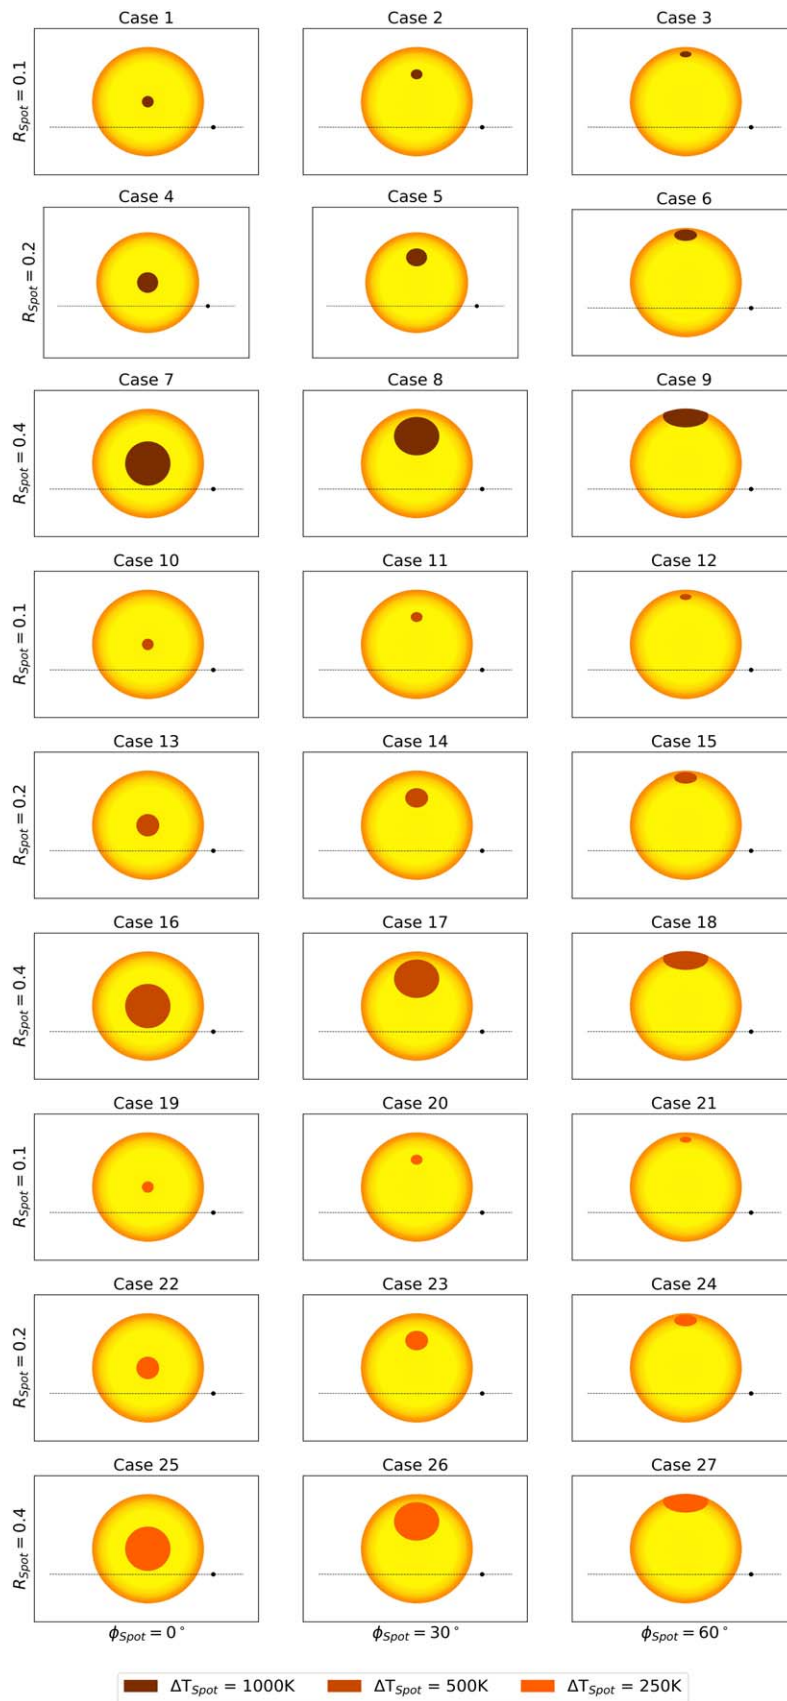 Case 1 Case 2 Case 3
R_Spot = 0.1
Case 4 Case 5 Case 6
R_Spot = 0.2
Case 7 Case 8 Case 9
R_Spot = 0.4
Case 10 Case 11 Case 12
R_Spot = 0.1
Case 13 Case 14 Case 15
R_Spot = 0.2
Case 16 Case 17 Case 18
R_Spot = 0.4
Case 19 Case 20 Case 21
R_Spot = 0.1
Case 22 Case 23 Case 24
R_Spot = 0.2
Case 25 Case 26 Case 27
R_Spot = 0.4
ϕ_Spot = 0° ϕ_Spot = 30° ϕ_Spot = 60°
ΔT_Spot = 1000K ΔT_Spot = 500K ΔT_Spot = 250K